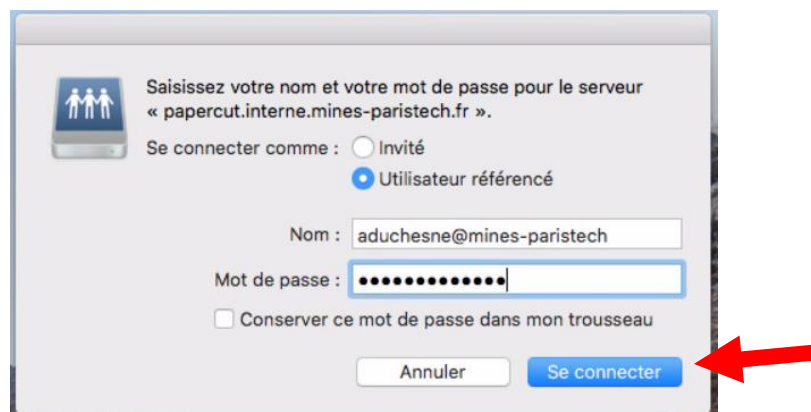 Saisissez votre nom et votre mot de passe pour le serveur
« papercut.interne.mines-paristech.fr ».
Se connecter comme : Invité
Utilisateur référencé
Nom : aduchesne@mines-paristech
Mot de passe : •••••••••••••
Conserver ce mot de passe dans mon trousseau
Annuler Se connecter